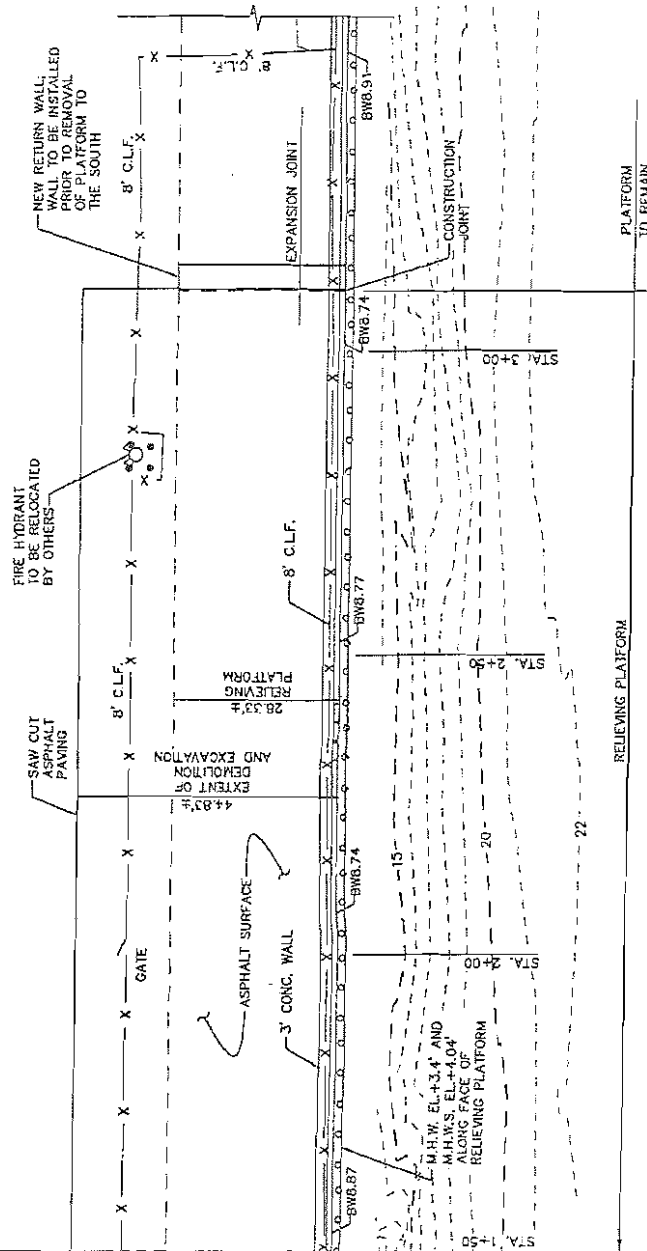 NEW RETURN WALL;
WALL TO BE INSTALLED
PRIOR TO REMOVAL
OF PLATFORM TO
THE SOUTH
8' C.L.F.
8' C.L.F.
EXPANSION JOINT
BW8.91
CONSTRUCTION
JOINT
BW8.74
STA. 3+00
PLATFORM
TO REMAIN
FIRE HYDRANT
TO BE RELOCATED
BY OTHERS
8' C.L.F.
8' C.L.F.
BW8.77
28.33'±
RELIEVING
PLATFORM
STA. 2+50
SAW CUT
ASPHALT
PAVING
44.83'±
EXTENT OF
DEMOLITION
AND EXCAVATION
RELIEVING PLATFORM
GATE
ASPHALT SURFACE
3' CONC. WALL
BW8.74
15
20
22
STA. 2+00
M.H.W. EL.+3.4' AND
M.H.W.S. EL.+4.04'
ALONG FACE OF
RELIEVING PLATFORM
BW8.87
STA. 1+50